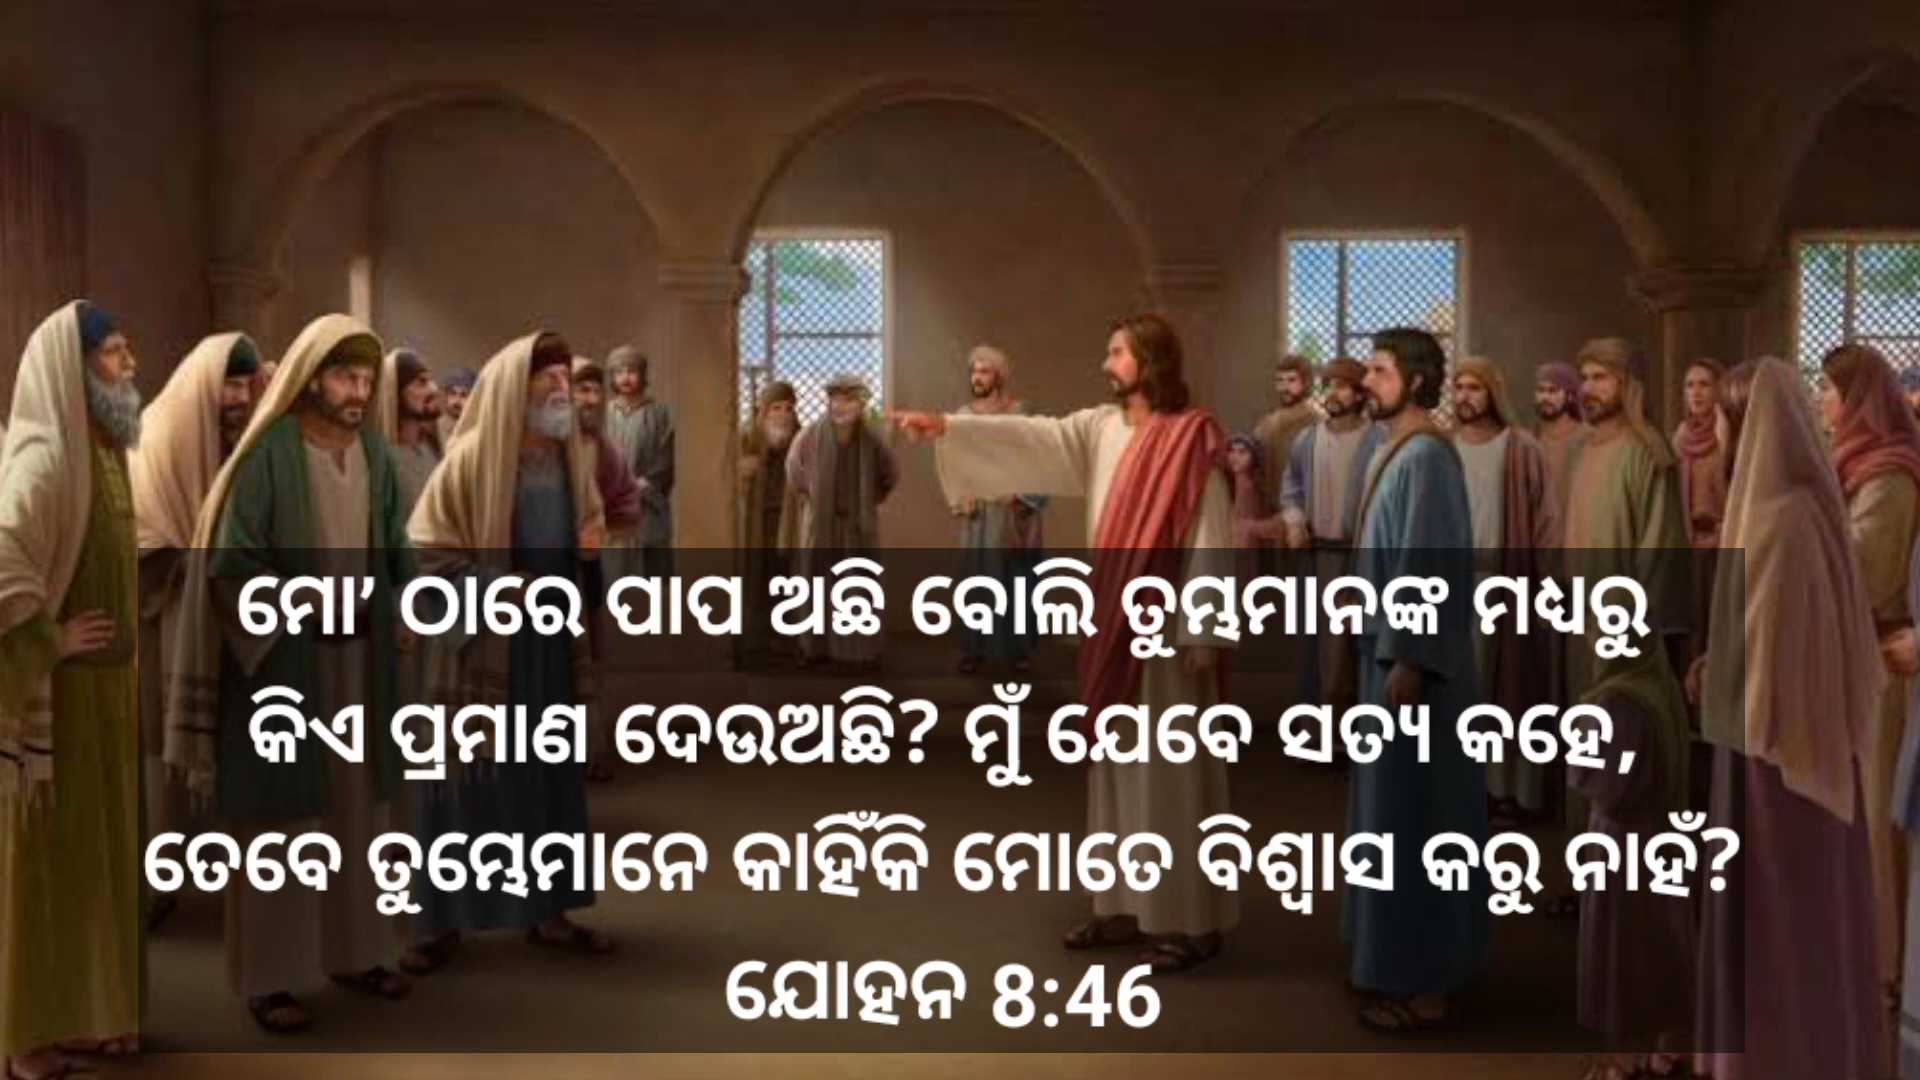 ମୋ’ ଠାରେ ପାପ ଅଛି ବୋଲି ତୁମ୍ଭମାନଙ୍କ ମଧ୍ୟରୁ
କିଏ ପ୍ରମାଣ ଦେଉଅଛି? ମୁଁ ଯେବେ ସତ୍ୟ କହେ,
ତେବେ ତୁମ୍ଭେମାନେ କାହିଁକି ମୋତେ ବିଶ୍ୱାସ କରୁ ନାହଁ?
ଯୋହନ 8:46